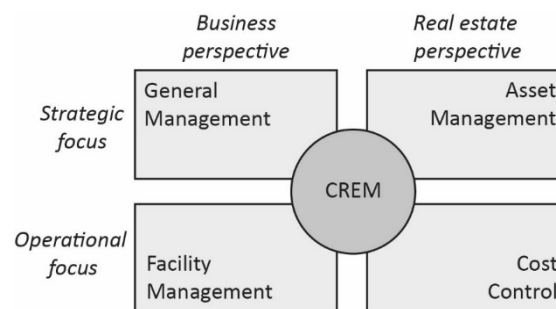 Business
perspective
Real estate
perspective
Strategic
focus
General
Management
Asset
Management
CREM
Operational
focus
Facility
Management
Cost
Control